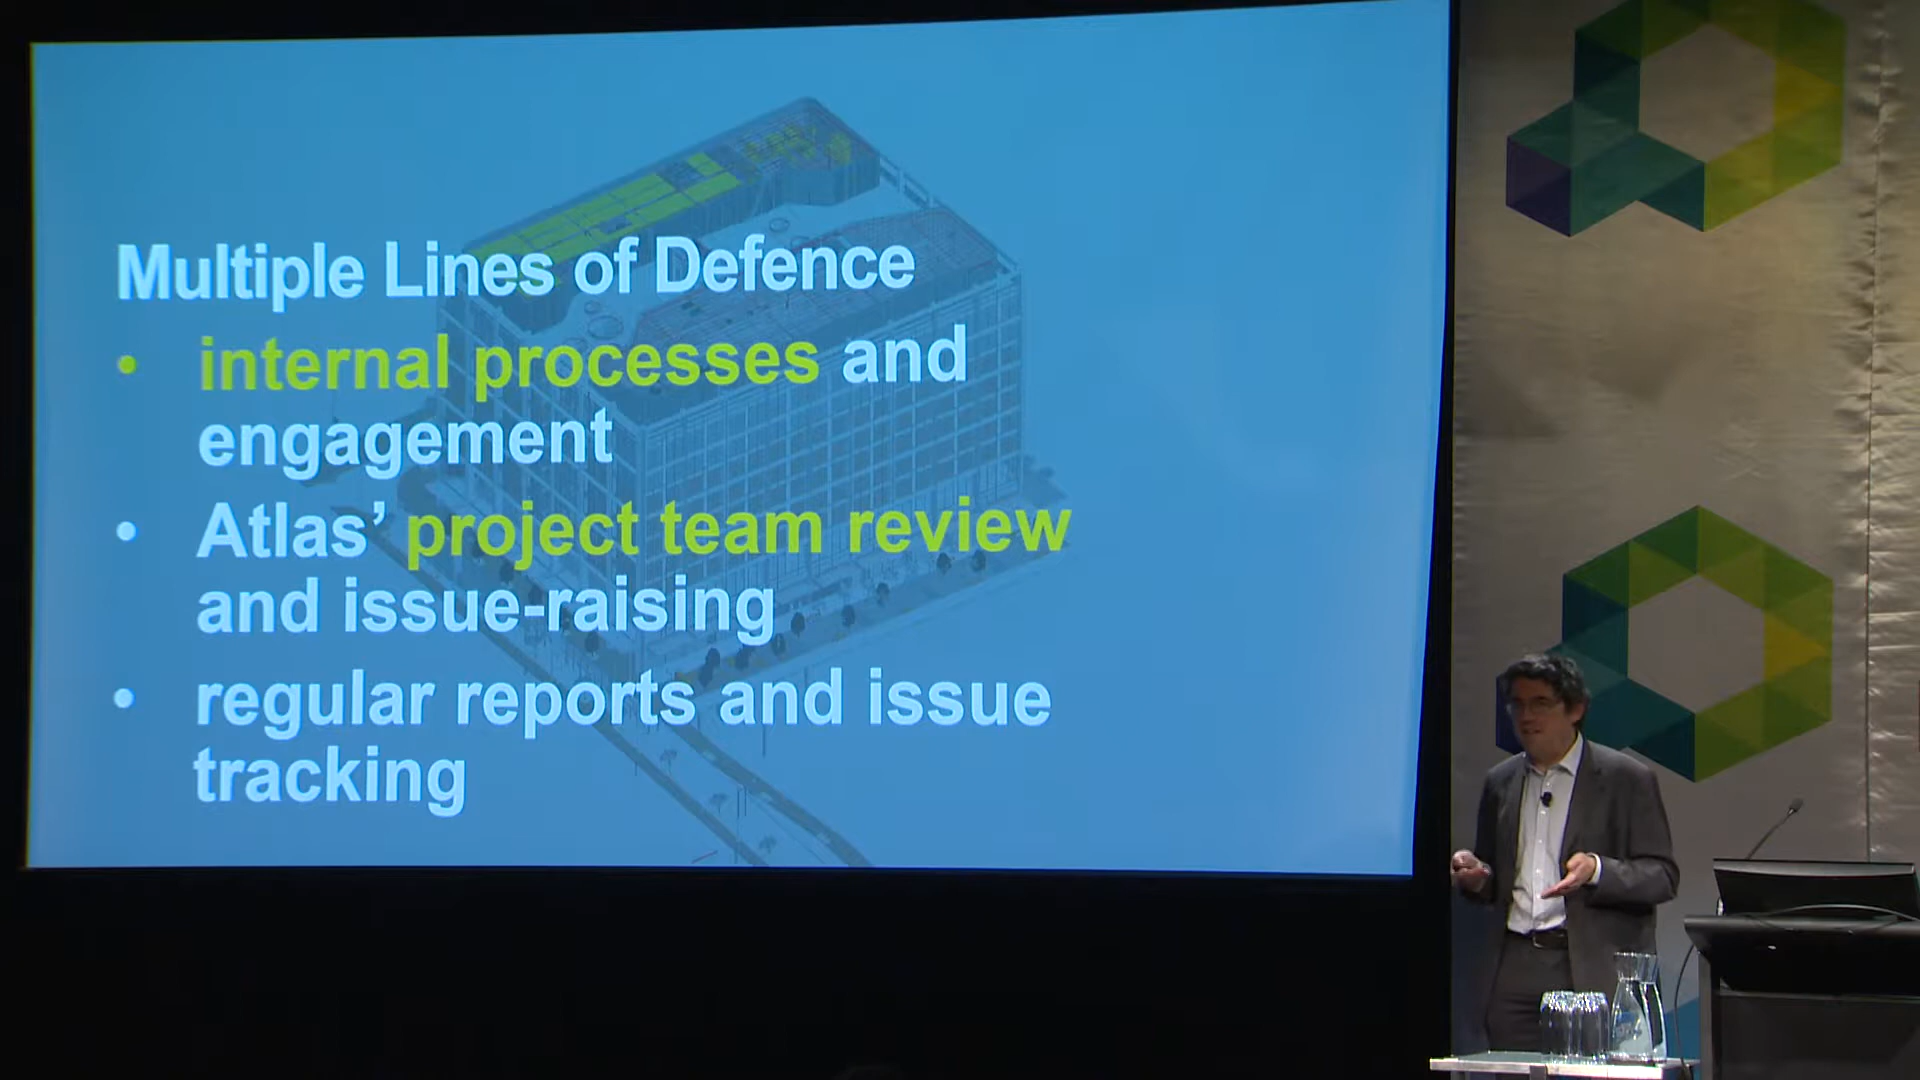 Multiple Lines of Defence
• internal processes and
engagement
• Atlas’ project team review
and issue-raising
• regular reports and issue
tracking